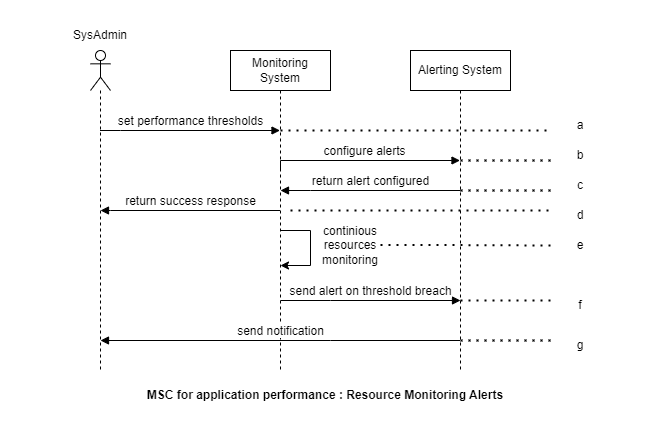 SysAdmin
Monitoring
System
Alerting System
set performance thresholds
a
configure alerts
b
return alert configured
c
return success response
d
continious
resources
monitoring
e
send alert on threshold breach
f
send notification
g
MSC for application performance : Resource Monitoring Alerts